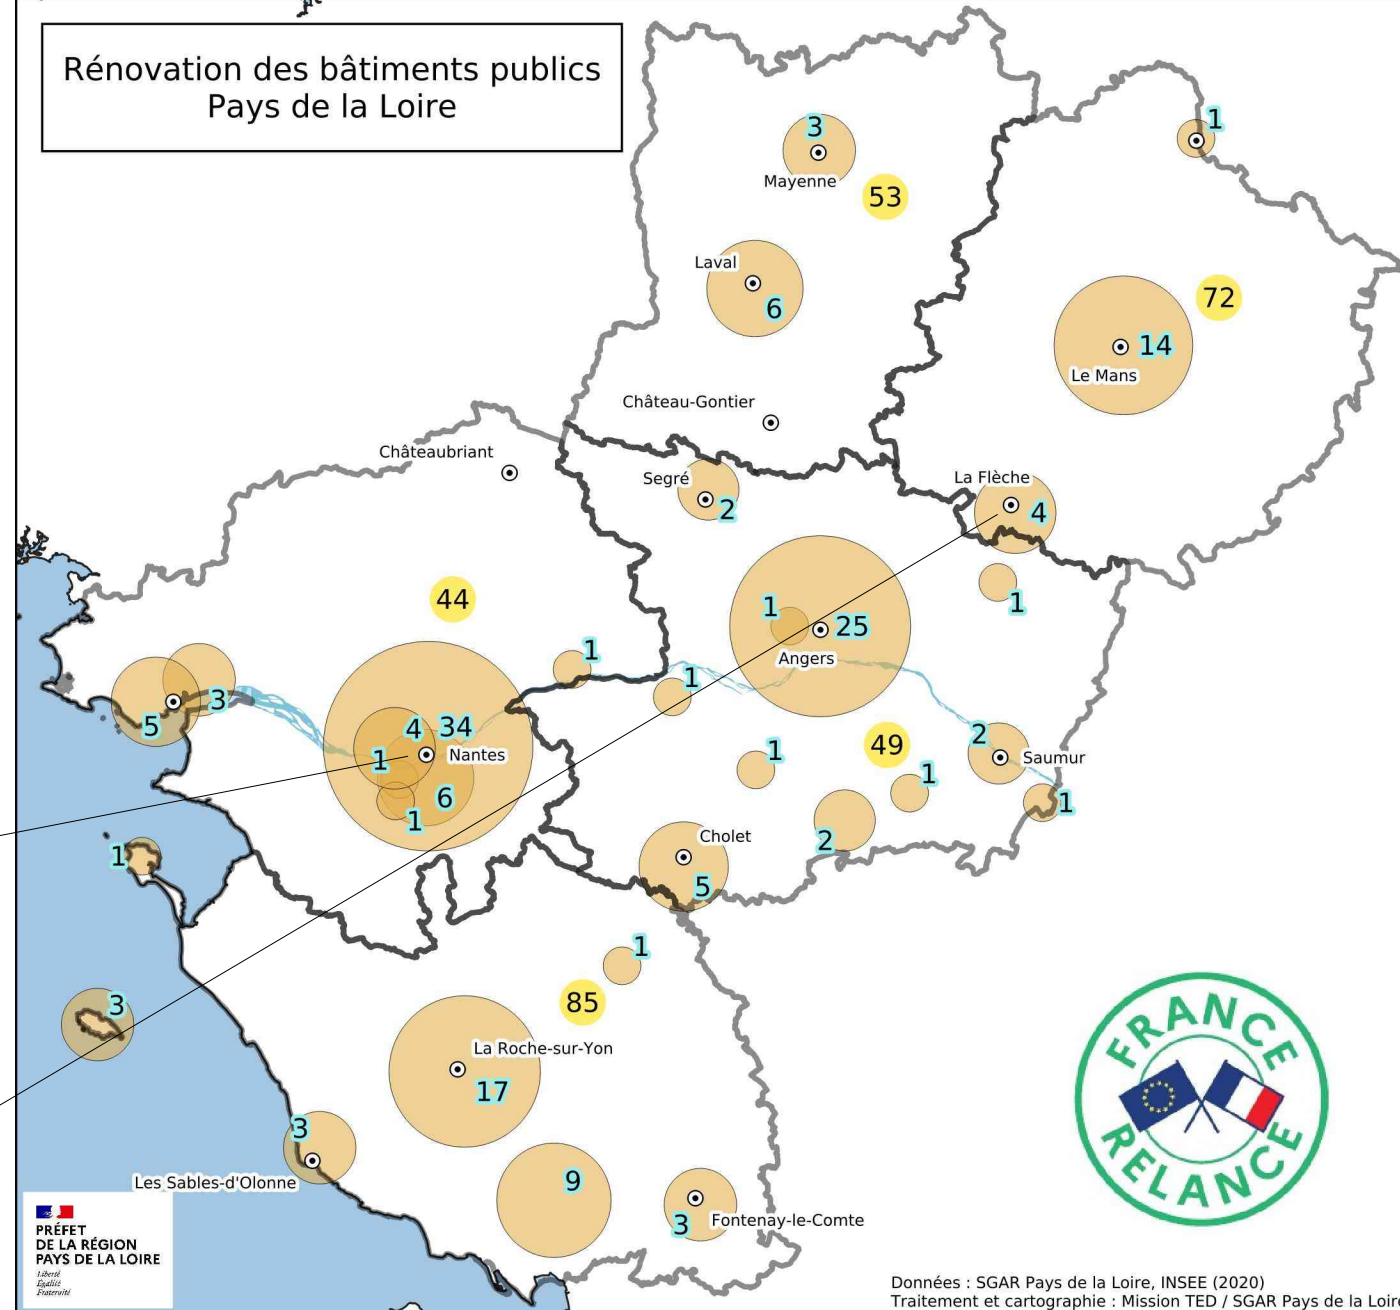 Rénovation des bâtiments publics
Pays de la Loire
1
3
Mayenne
53
Laval
6
72
14
Le Mans
Château-Gontier
Châteaubriant
Segré
2
La Flèche
4
44
1
1
25
Angers
1
1
3
5
4
34
1
Nantes
6
1
49
2
Saumur
1
1
1
2
1
Cholet
5
1
3
85
La Roche-sur-Yon
17
3
Les Sables-d'Olonne
9
3
Fontenay-le-Comte
FRANCE
RELANCE
PRÉFET
DE LA RÉGION
PAYS DE LA LOIRE
Liberté
Égalité
Fraternité
Données : SGAR Pays de la Loire, INSEE (2020)
Traitement et cartographie : Mission TED / SGAR Pays de la Loire